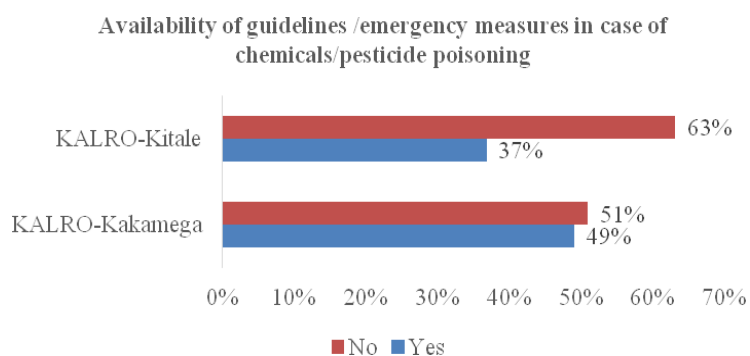 Availability of guidelines /emergency measures in case of
chemicals/pesticide poisoning
KALRO-Kitale
63%
37%
KALRO-Kakamega
51%
49%
0% 10% 20% 30% 40% 50% 60% 70%
No Yes